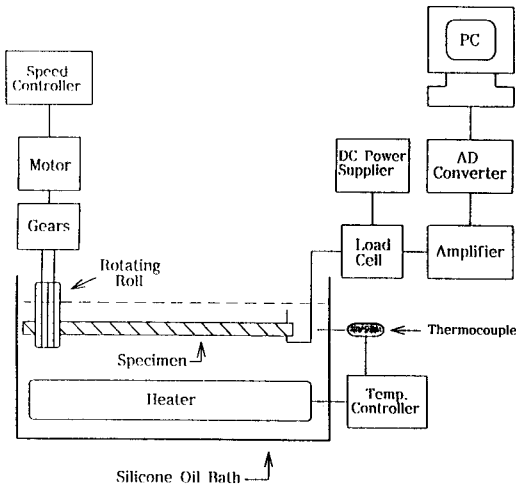 PC
Speed
Controller
Motor
DC Power
Supplier
AD
Converter
Gears
Load
Cell
Amplifier
Rotating
Roll
Thermocouple
Specimen
Heater
Temp.
Controller
Silicone Oil Bath